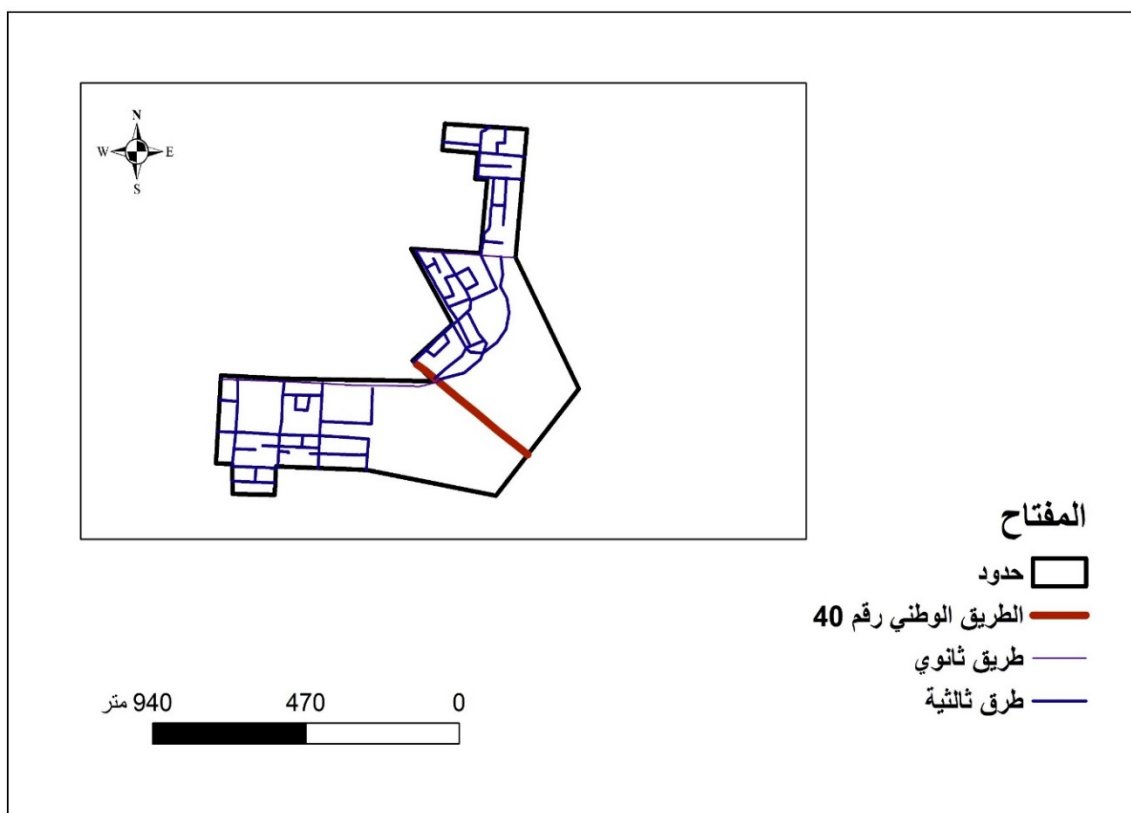 N
W E
S
المفتاح
حدود
الطريق الوطني رقم 40
طريق ثانوي
طرق ثالثية
0 470 940 متر